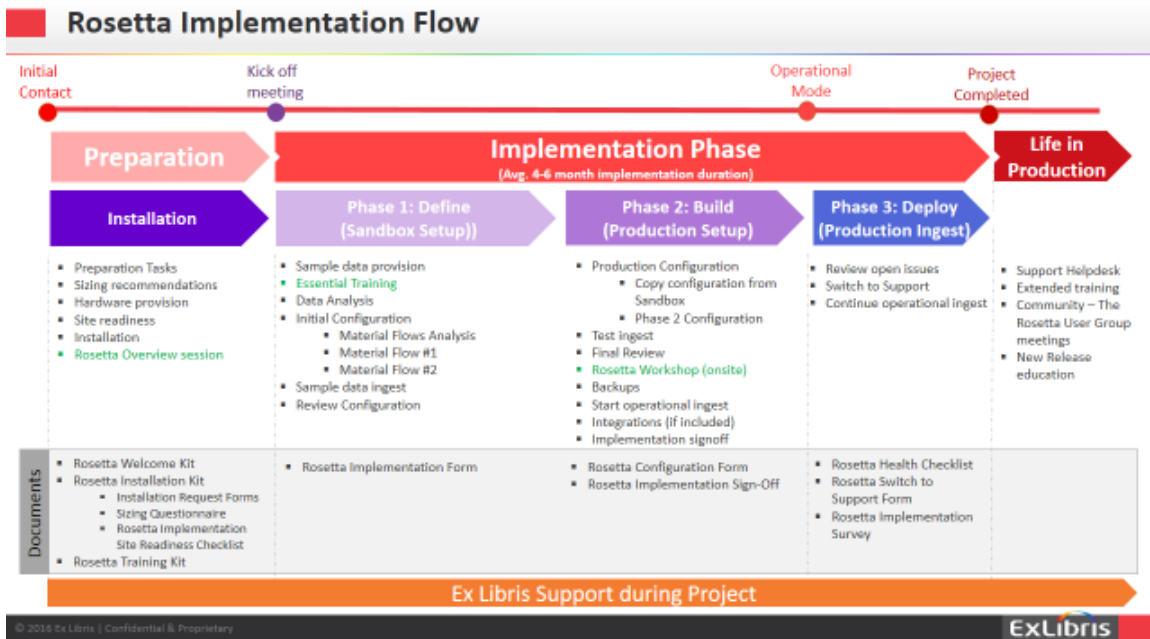 Rosetta Implementation Flow
Initial
Contact
Kick off
meeting
Operational
Mode
Project
Completed
Preparation
Implementation Phase
(Avg. 4-6 month implementation duration)
Life in
Production
Installation
Phase 1: Define
(Sandbox Setup))
Phase 2: Build
(Production Setup)
Phase 3: Deploy
(Production Ingest)
Preparation Tasks
Sizing recommendations
Hardware provision
Site readiness
Installation
Rosetta Overview session
Sample data provision
Essential Training
Data Analysis
Initial Configuration
Material Flows Analysis
Material Flow #1
Material Flow #2
Sample data ingest
Review Configuration
Production Configuration
Copy configuration from
Sandbox
Phase 2 Configuration
Test ingest
Final Review
Rosetta Workshop (onsite)
Backups
Start operational ingest
Integrations (if included)
Implementation signoff
Review open issues
Switch to Support
Continue operational ingest
Support Helpdesk
Extended training
Community – The
Rosetta User Group
meetings
New Release
education
Documents
Rosetta Welcome Kit
Rosetta Installation Kit
Installation Request Forms
Sizing Questionnaire
Rosetta Implementation
Site Readiness Checklist
Rosetta Training Kit
Rosetta Implementation Form
Rosetta Configuration Form
Rosetta Implementation Sign-Off
Rosetta Health Checklist
Rosetta Switch to
Support Form
Rosetta Implementation
Survey
Ex Libris Support during Project
© 2016 Ex Libris | Confidential & Proprietary
ExLibris